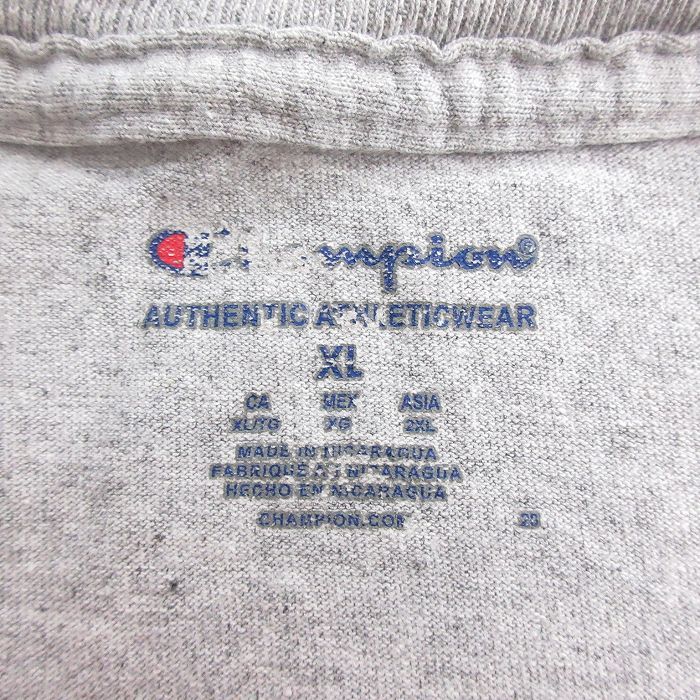 Champion®
AUTHENTIC ATHLETICWEAR
XL
CA MEX ASIA
XL/TG XG 2XL
MADE IN NICARAGUA
FABRIQUÉ AU NICARAGUA
HECHO EN NICARAGUA
CHAMPION.COM